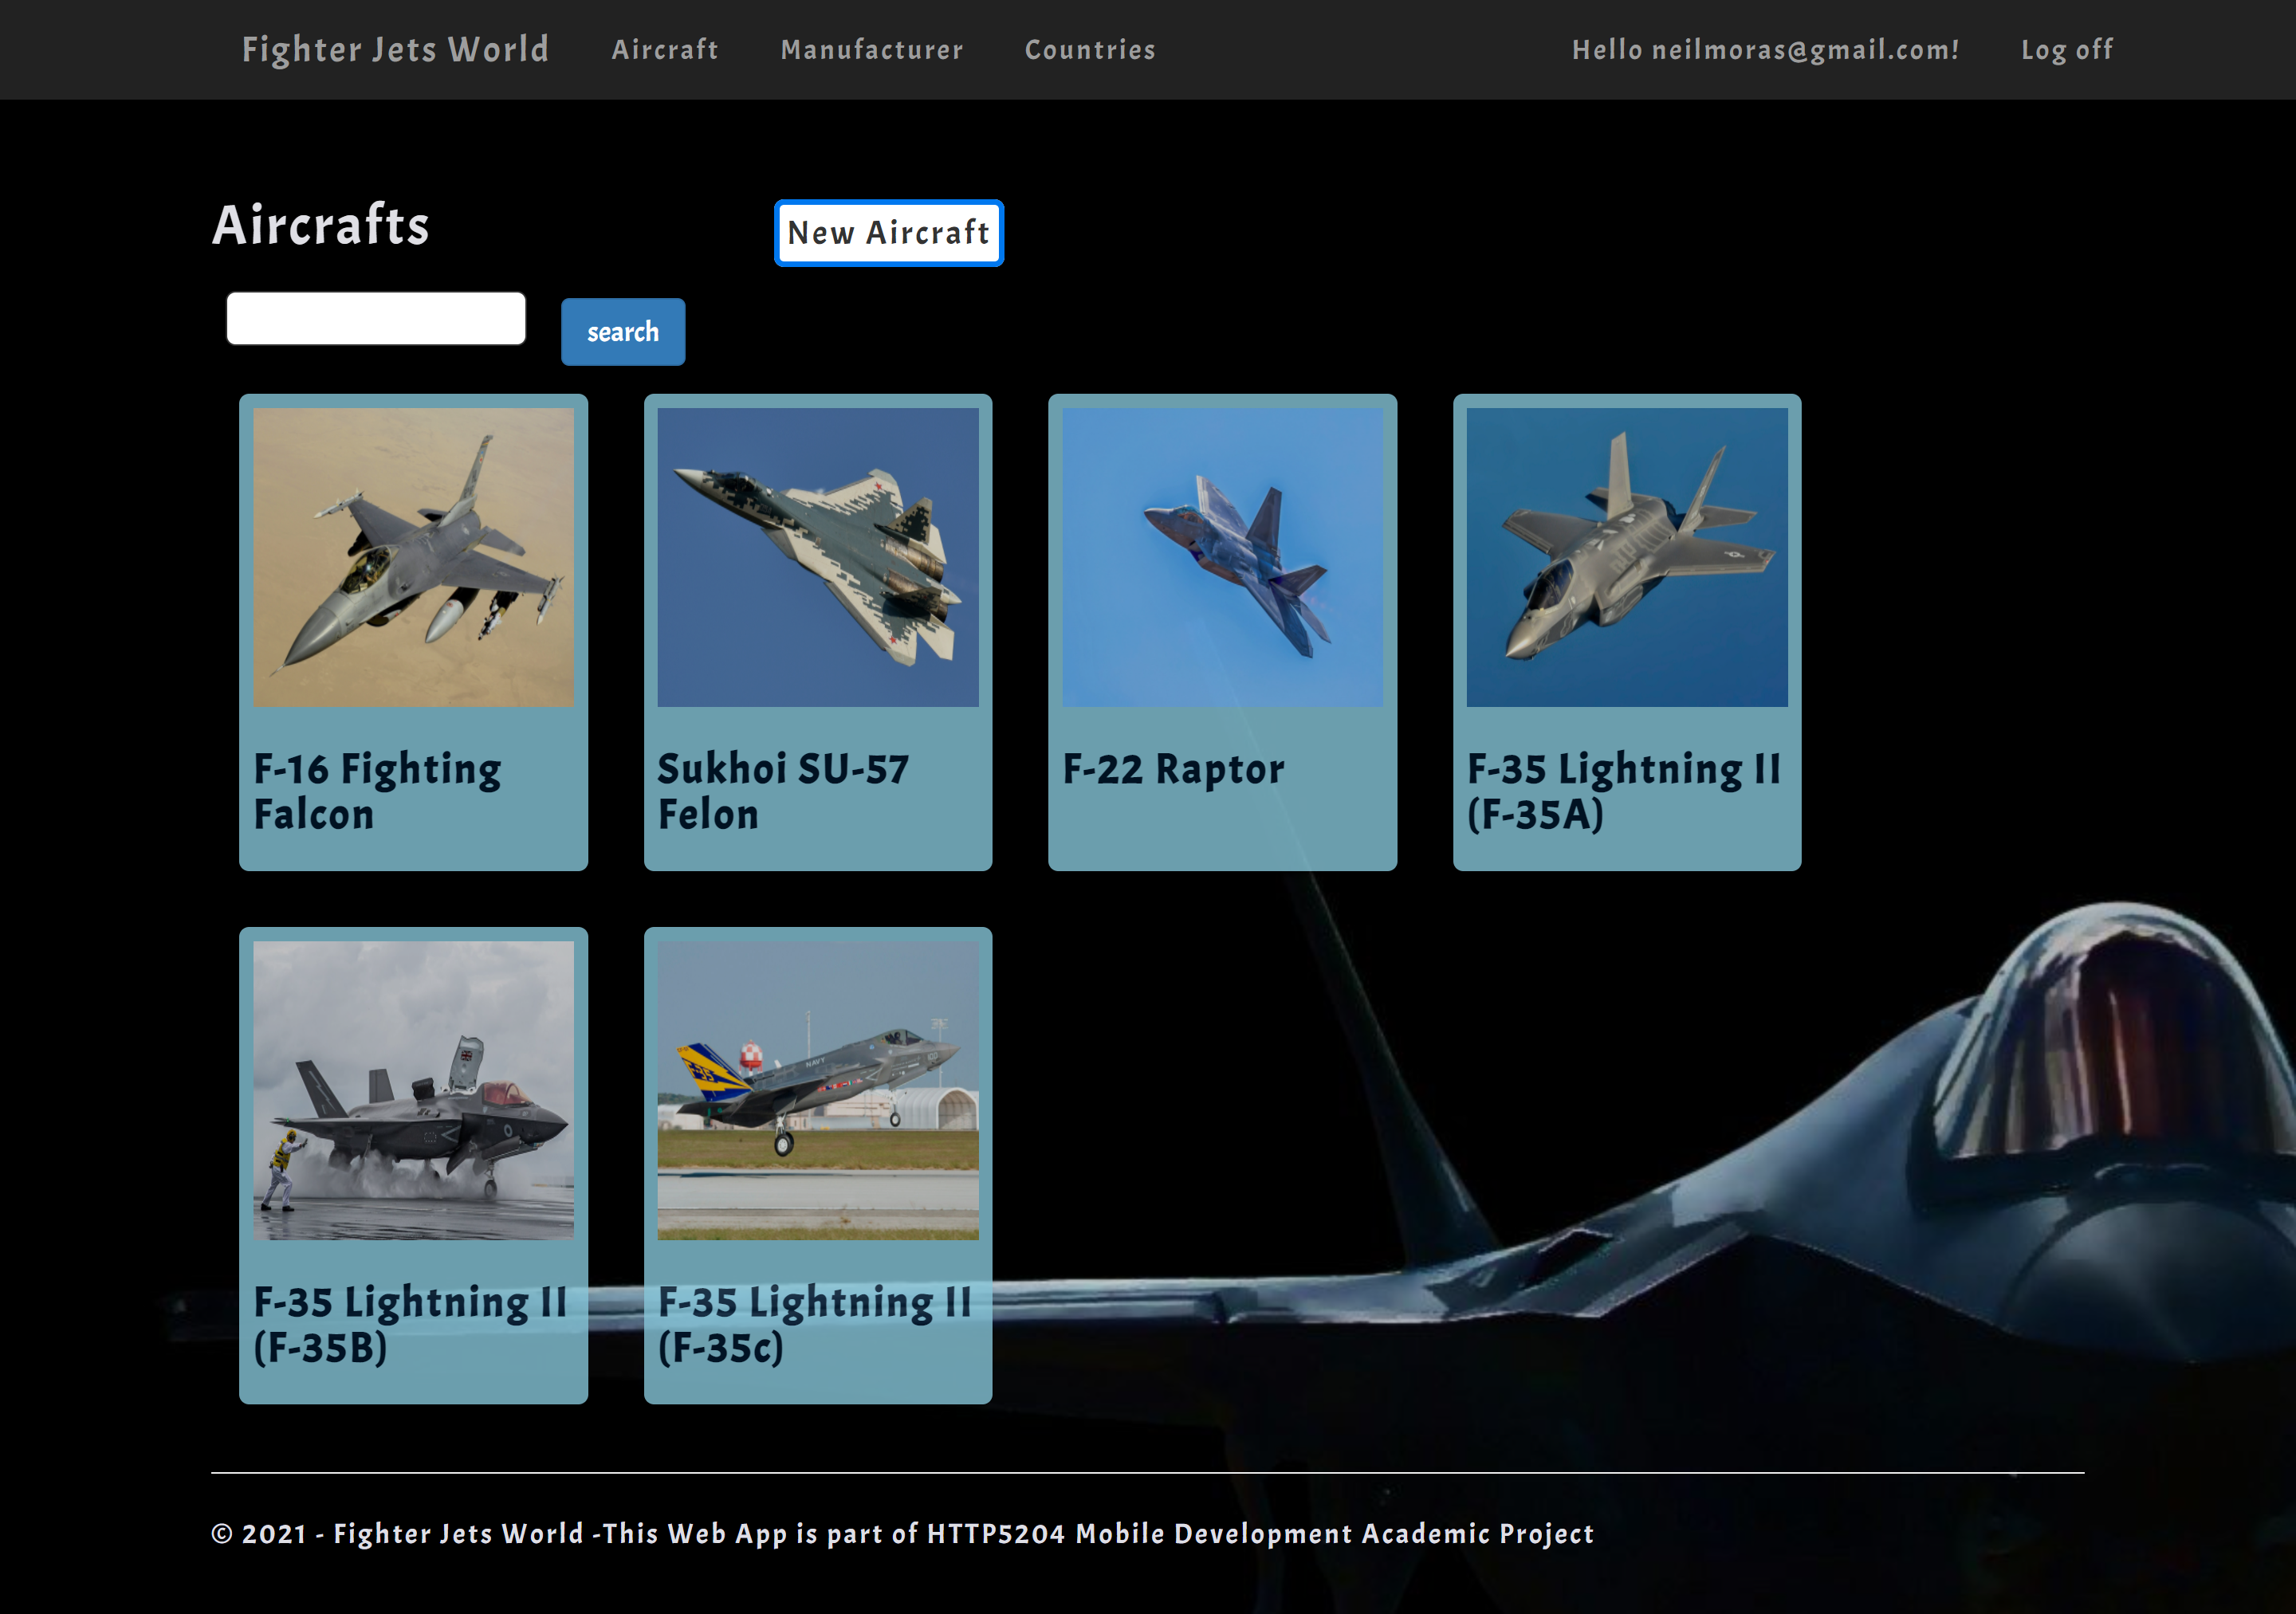 Fighter Jets World Aircraft Manufacturer Countries Hello neilmoras@gmail.com! Log off
Aircrafts New Aircraft
search
F-16 Fighting
Falcon
Sukhoi SU-57
Felon
F-22 Raptor
F-35 Lightning II
(F-35A)
NAVY
F-35 Lightning II
(F-35B)
F-35 Lightning II
(F-35c)
© 2021 - Fighter Jets World -This Web App is part of HTTP5204 Mobile Development Academic Project